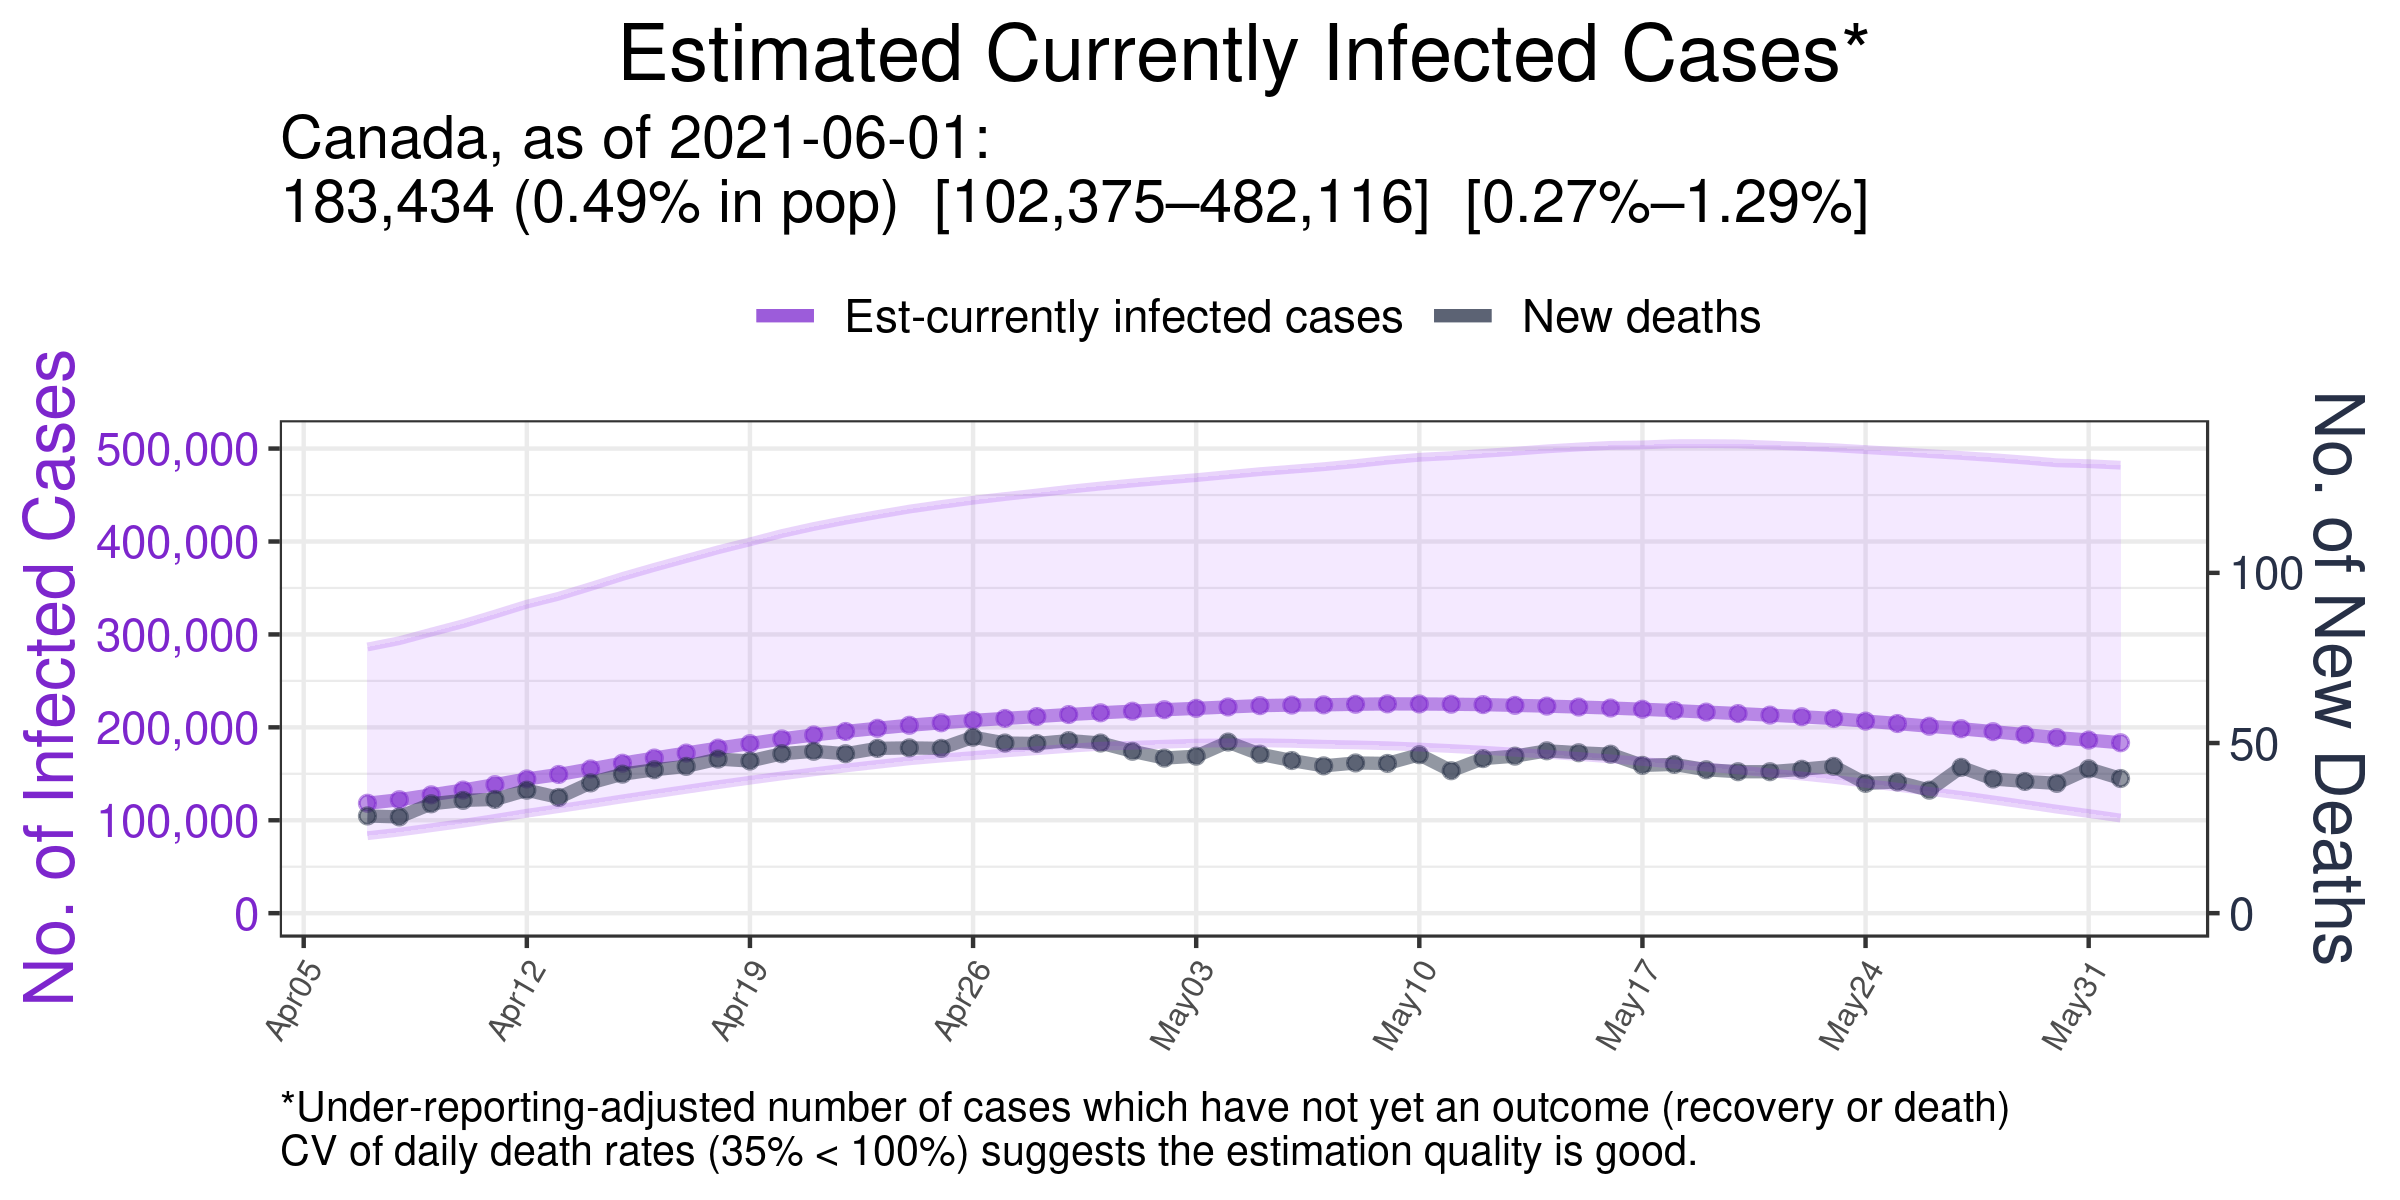 Estimated Currently Infected Cases*
Canada, as of 2021-06-01:
183,434 (0.49% in pop) [102,375–482,116] [0.27%–1.29%]
Est-currently infected cases New deaths
No. of Infected Cases
500,000
400,000
300,000
200,000
100,000
0
100
50
0
No. of New Deaths
Apr05
Apr12
Apr19
Apr26
May03
May10
May17
May24
May31
*Under-reporting-adjusted number of cases which have not yet an outcome (recovery or death)
CV of daily death rates (35% < 100%) suggests the estimation quality is good.